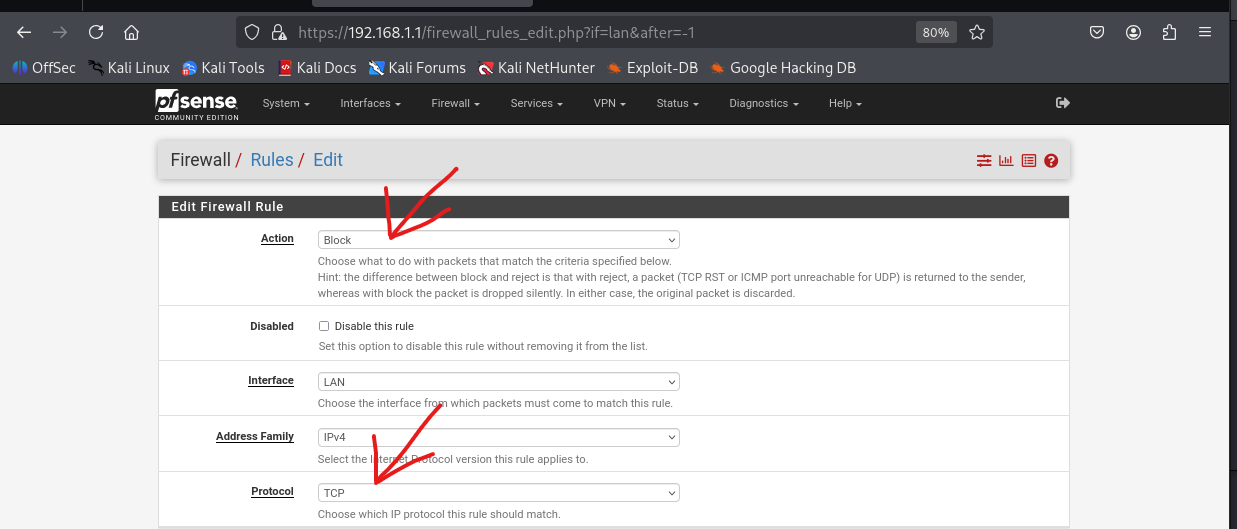 https://192.168.1.1/firewall_rules_edit.php?if=lan&after=-1
80%
OffSec Kali Linux Kali Tools Kali Docs Kali Forums Kali NetHunter Exploit-DB Google Hacking DB
pfsense System Interfaces Firewall Services VPN Status Diagnostics Help
COMMUNITY EDITION
Firewall / Rules / Edit
Edit Firewall Rule
Action Block
Choose what to do with packets that match the criteria specified below.
Hint: the difference between block and reject is that with reject, a packet (TCP RST or ICMP port unreachable for UDP) is returned to the sender,
whereas with block the packet is dropped silently. In either case, the original packet is discarded.
Disabled Disable this rule
Set this option to disable this rule without removing it from the list.
Interface LAN
Choose the interface from which packets must come to match this rule.
Address Family IPv4
Select the Internet Protocol version this rule applies to.
Protocol TCP
Choose which IP protocol this rule should match.